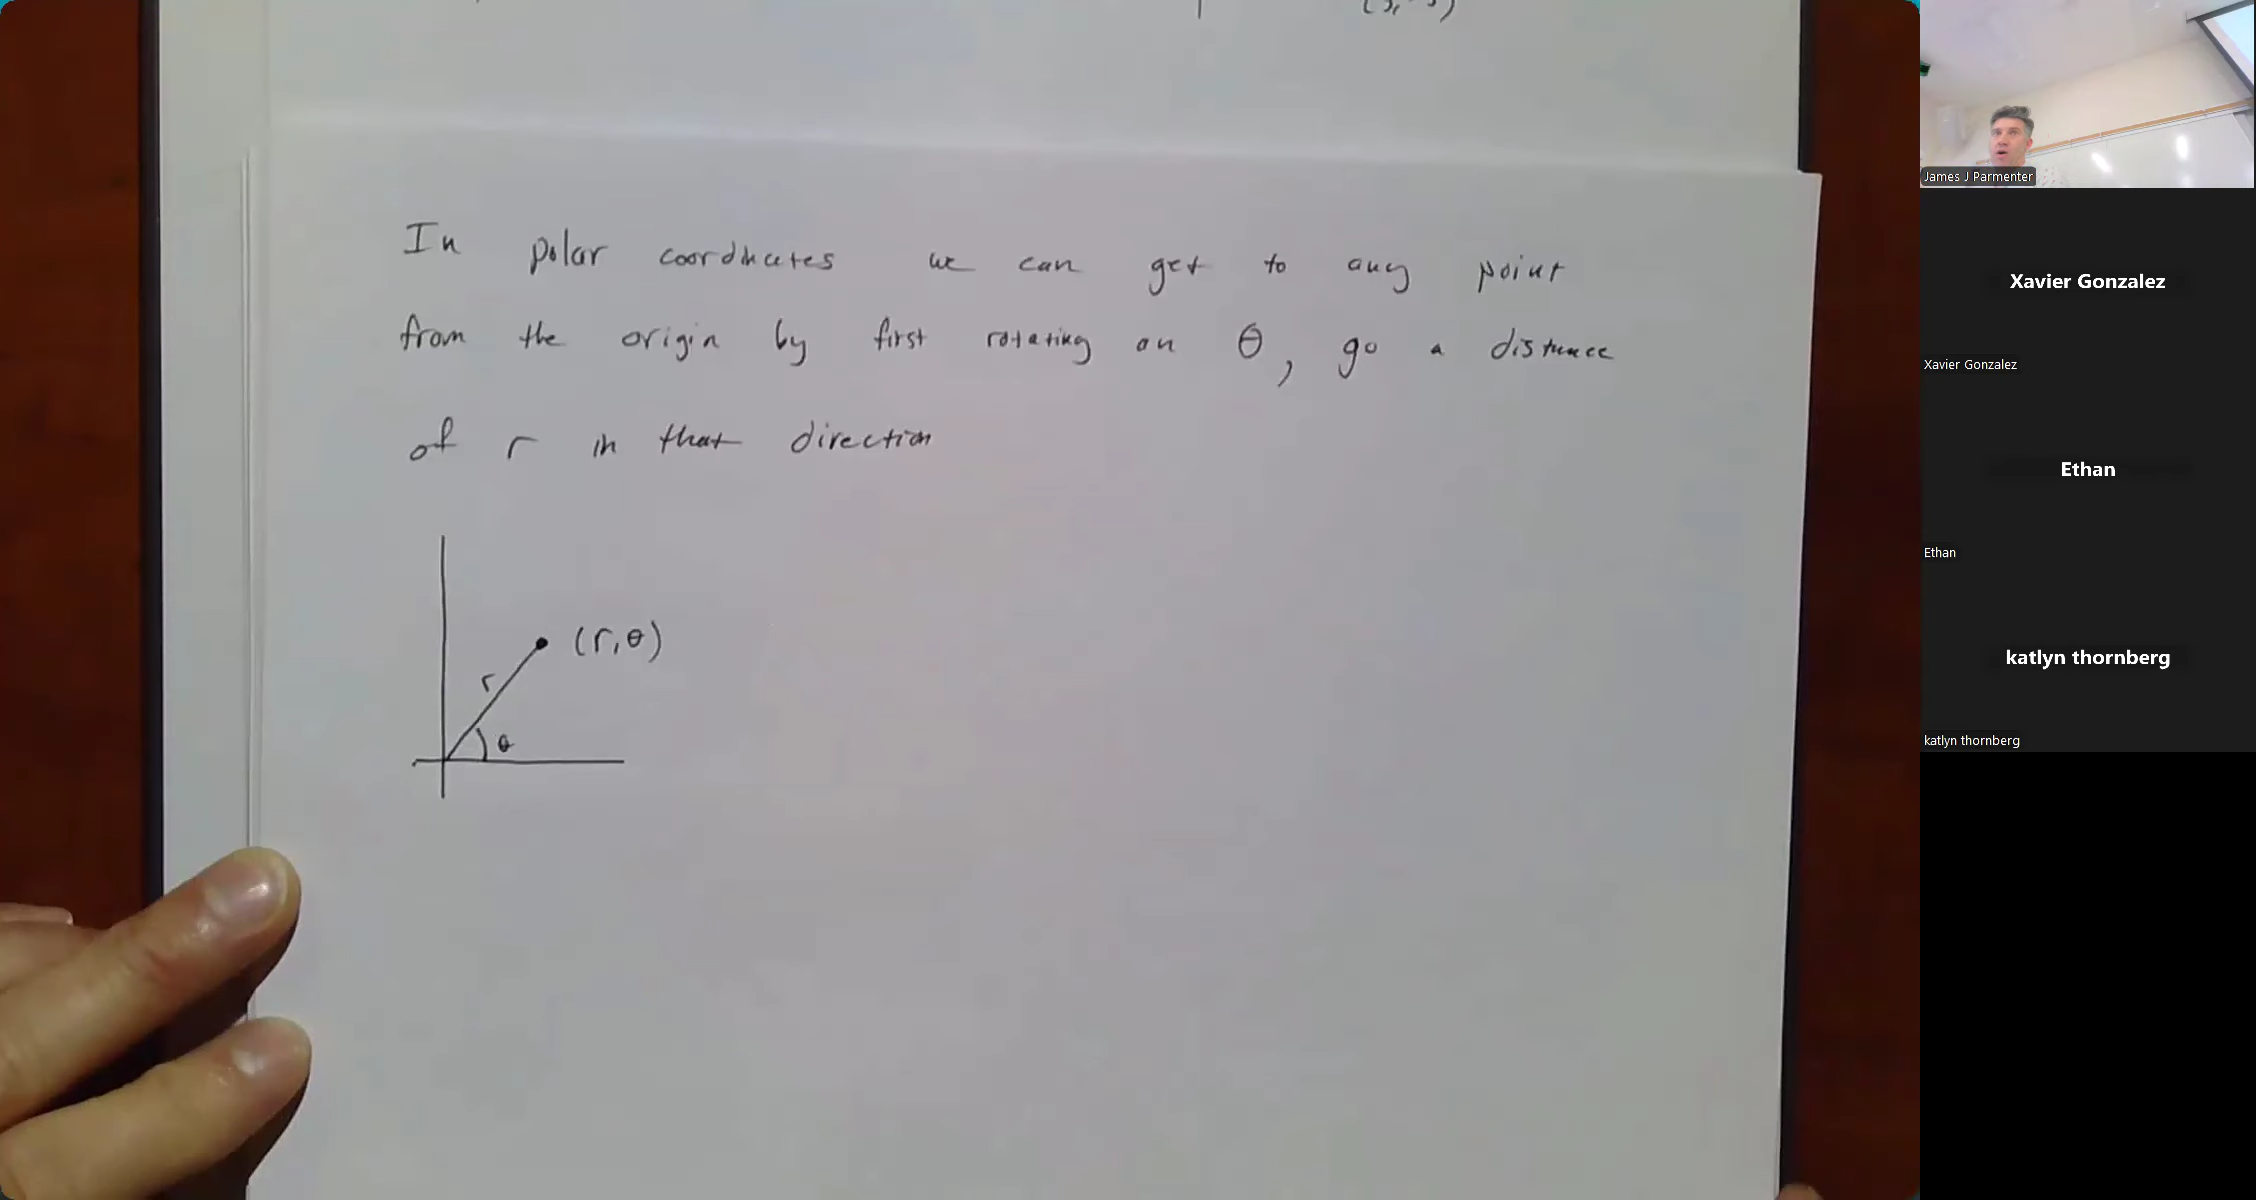 In polar coordinates we can get to any point
from the origin by first rotating an θ, go a distance
of r in that direction
(r,θ)
r
θ
James J Parmenter
Xavier Gonzalez
Xavier Gonzalez
Ethan
Ethan
katlyn thornberg
katlyn thornberg